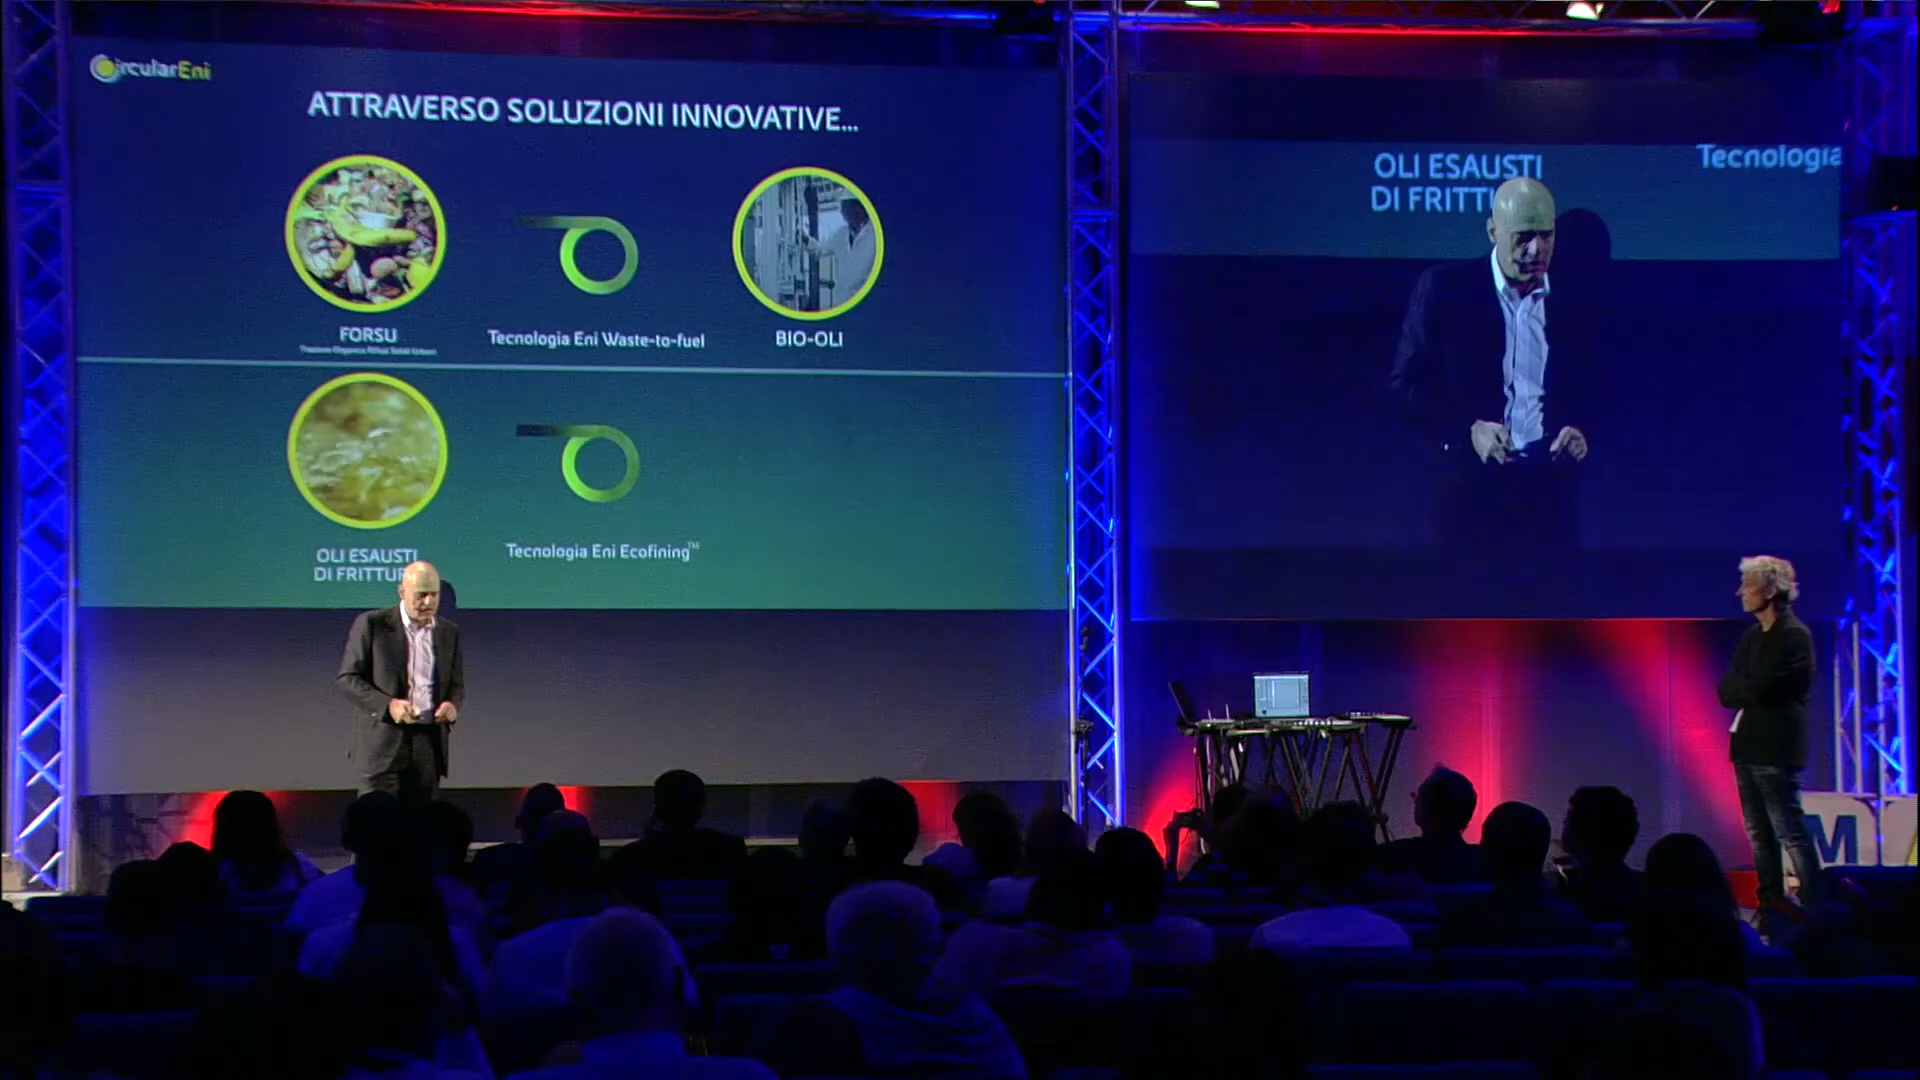 CircularEni
ATTRAVERSO SOLUZIONI INNOVATIVE...
FORSU
Tecnologia Eni Waste-to-fuel
BIO-OLI
OLI ESAUSTI
DI FRITTUR
Tecnologia Eni Ecofining™
OLI ESAUSTI
DI FRITTU
Tecnologia
M